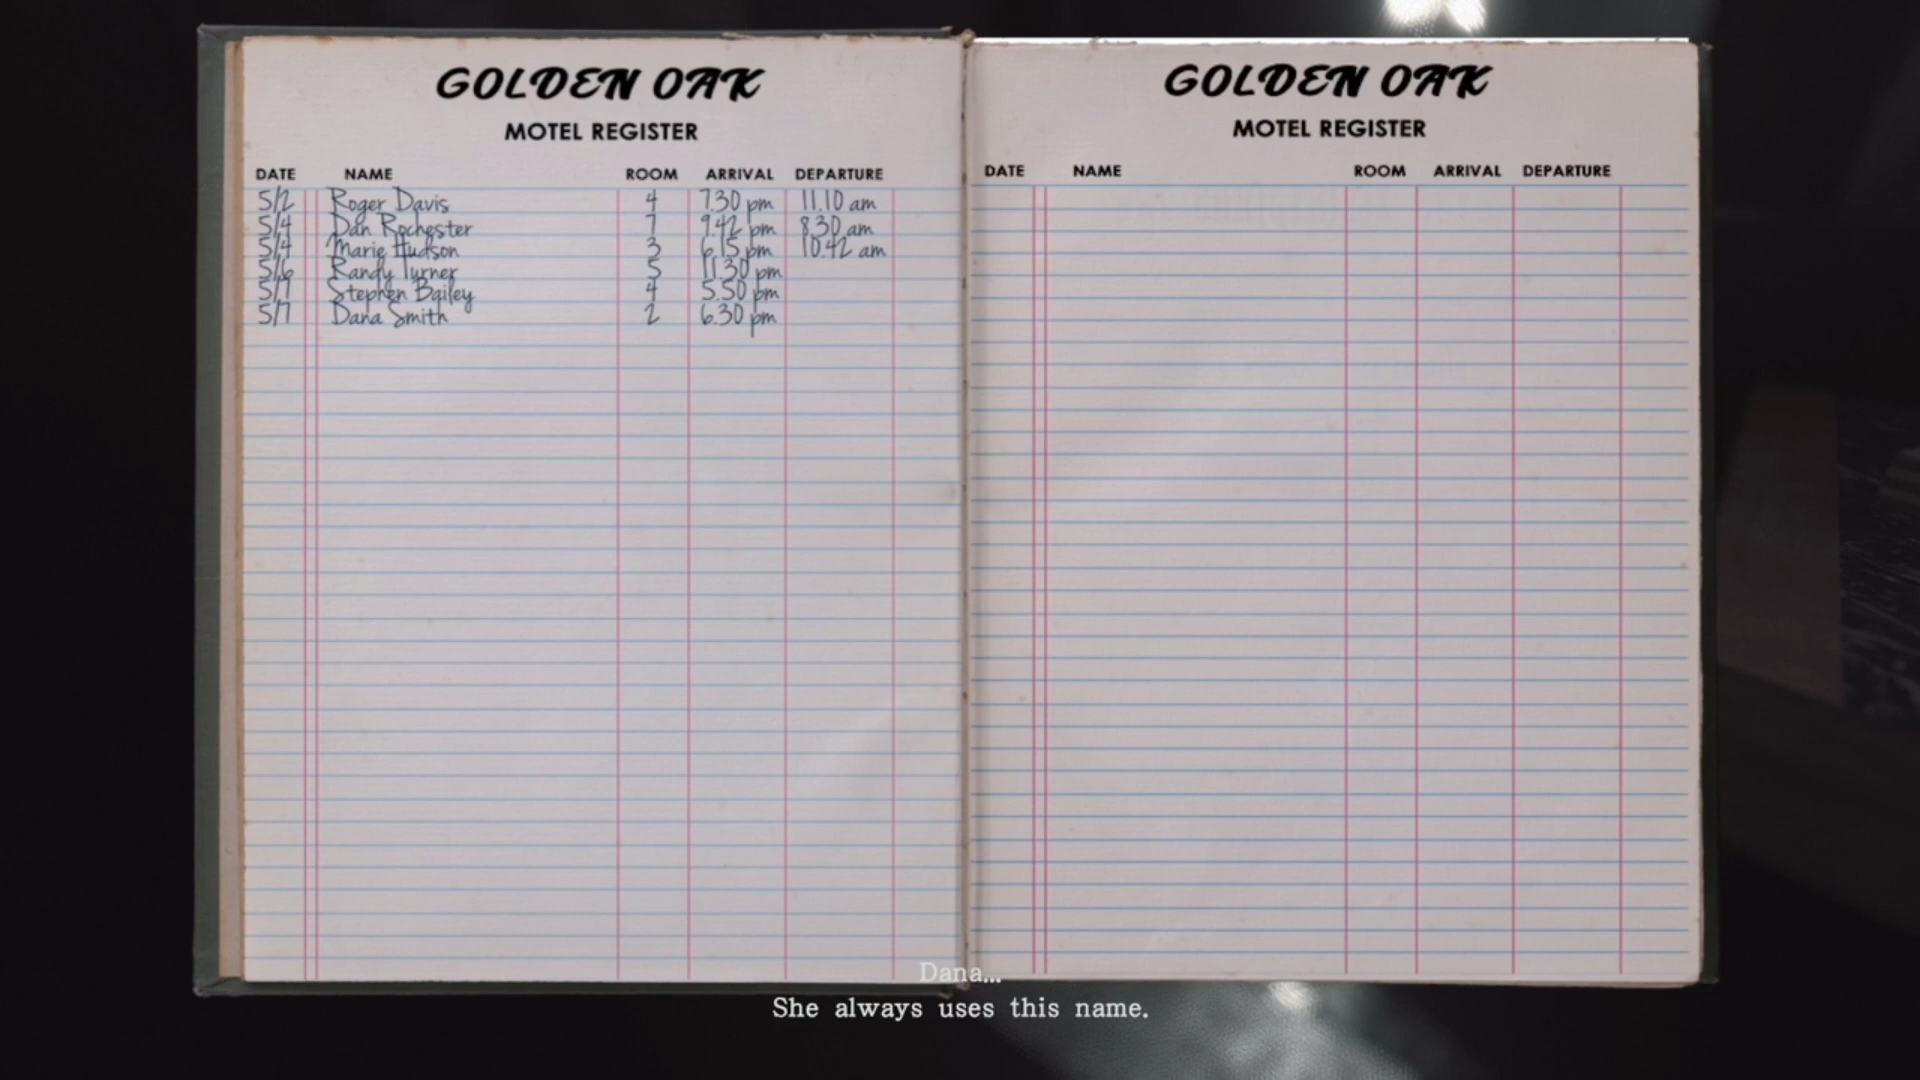 GOLDEN OAK
MOTEL REGISTER
DATE NAME ROOM ARRIVAL DEPARTURE
5/2 Roger Davis 4 7.30 pm 11.10 am
5/4 Dan Rochester 7 9.42 pm 8.30 am
5/4 Marie Hudson 3 6.15 pm 10.42 am
5/6 Randy Turner 5 11.30 pm
5/7 Stephen Bailey 4 5.50 pm
5/7 Dana Smith 2 6.30 pm
GOLDEN OAK
MOTEL REGISTER
DATE NAME ROOM ARRIVAL DEPARTURE
Dana...
She always uses this name.